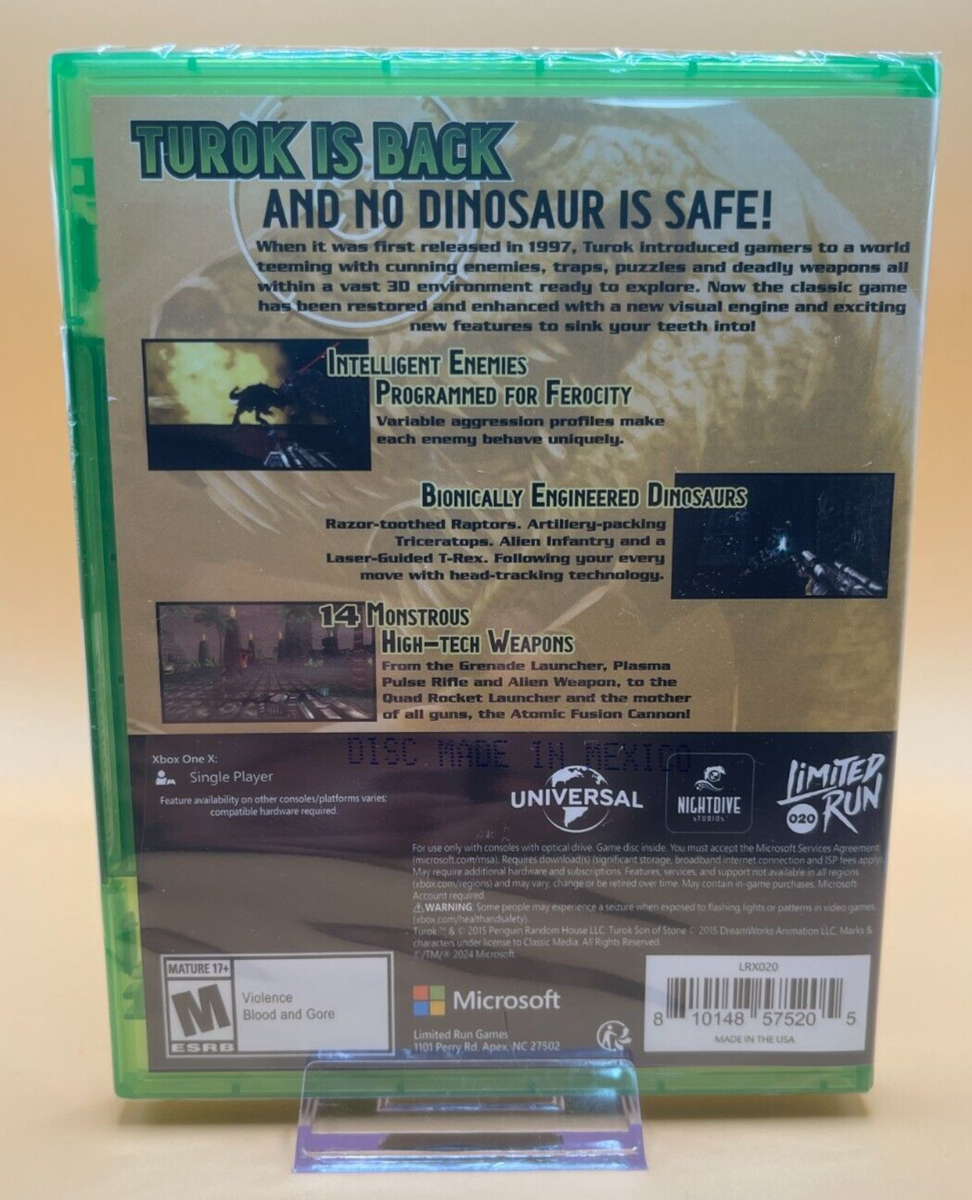 TUROK IS BACK
AND NO DINOSAUR IS SAFE!
When it was first released in 1997, Turok introduced gamers to a world
teeming with cunning enemies, traps, puzzles and deadly weapons all
within a vast 3D environment ready to explore. Now the classic game
has been restored and enhanced with a new visual engine and exciting
new features to sink your teeth into!
INTELLIGENT ENEMIES
PROGRAMMED FOR FEROCITY
Variable aggression profiles make
each enemy behave uniquely.
BIONICALLY ENGINEERED DINOSAURS
Razor-toothed Raptors. Artillery-packing
Triceratops. Alien Infantry and a
Laser-Guided T-Rex. Following your every
move with head-tracking technology.
14 MONSTROUS
HIGH-TECH WEAPONS
From the Grenade Launcher, Plasma
Pulse Rifle and Alien Weapon, to the
Quad Rocket Launcher and the mother
of all guns, the Atomic Fusion Cannon!
DISC MADE IN MEXICO
Xbox One X:
Single Player
Feature availability on other consoles/platforms varies;
compatible hardware required.
UNIVERSAL
NIGHTDIVE
STUDIOS
LIMITED
RUN
020
For use only with consoles with optical drive. Game disc inside. You must accept the Microsoft Services Agreement
(microsoft.com/msa). Requires download(s) (significant storage, broadband internet connection and ISP fees apply).
May require additional hardware and subscriptions. Features, services, and support not available in all regions
(xbox.com/regions) and may vary, change or be retired over time. May contain in-game purchases. Microsoft
Account required.
WARNING: Some people may experience a seizure when exposed to flashing lights or patterns in video games.
(xbox.com/healthandsafety).
Turok ™ & © 2015 Penguin Random House LLC. Turok Son of Stone © 2015 DreamWorks Animation LLC. Marks &
characters under license to Classic Media. All Rights Reserved.
©/TM/® 2024 Microsoft.
MATURE 17+
M
ESRB
Violence
Blood and Gore
Microsoft
Limited Run Games
1101 Perry Rd. Apex, NC 27502
LRX020
8 10148 57520 5
MADE IN THE USA